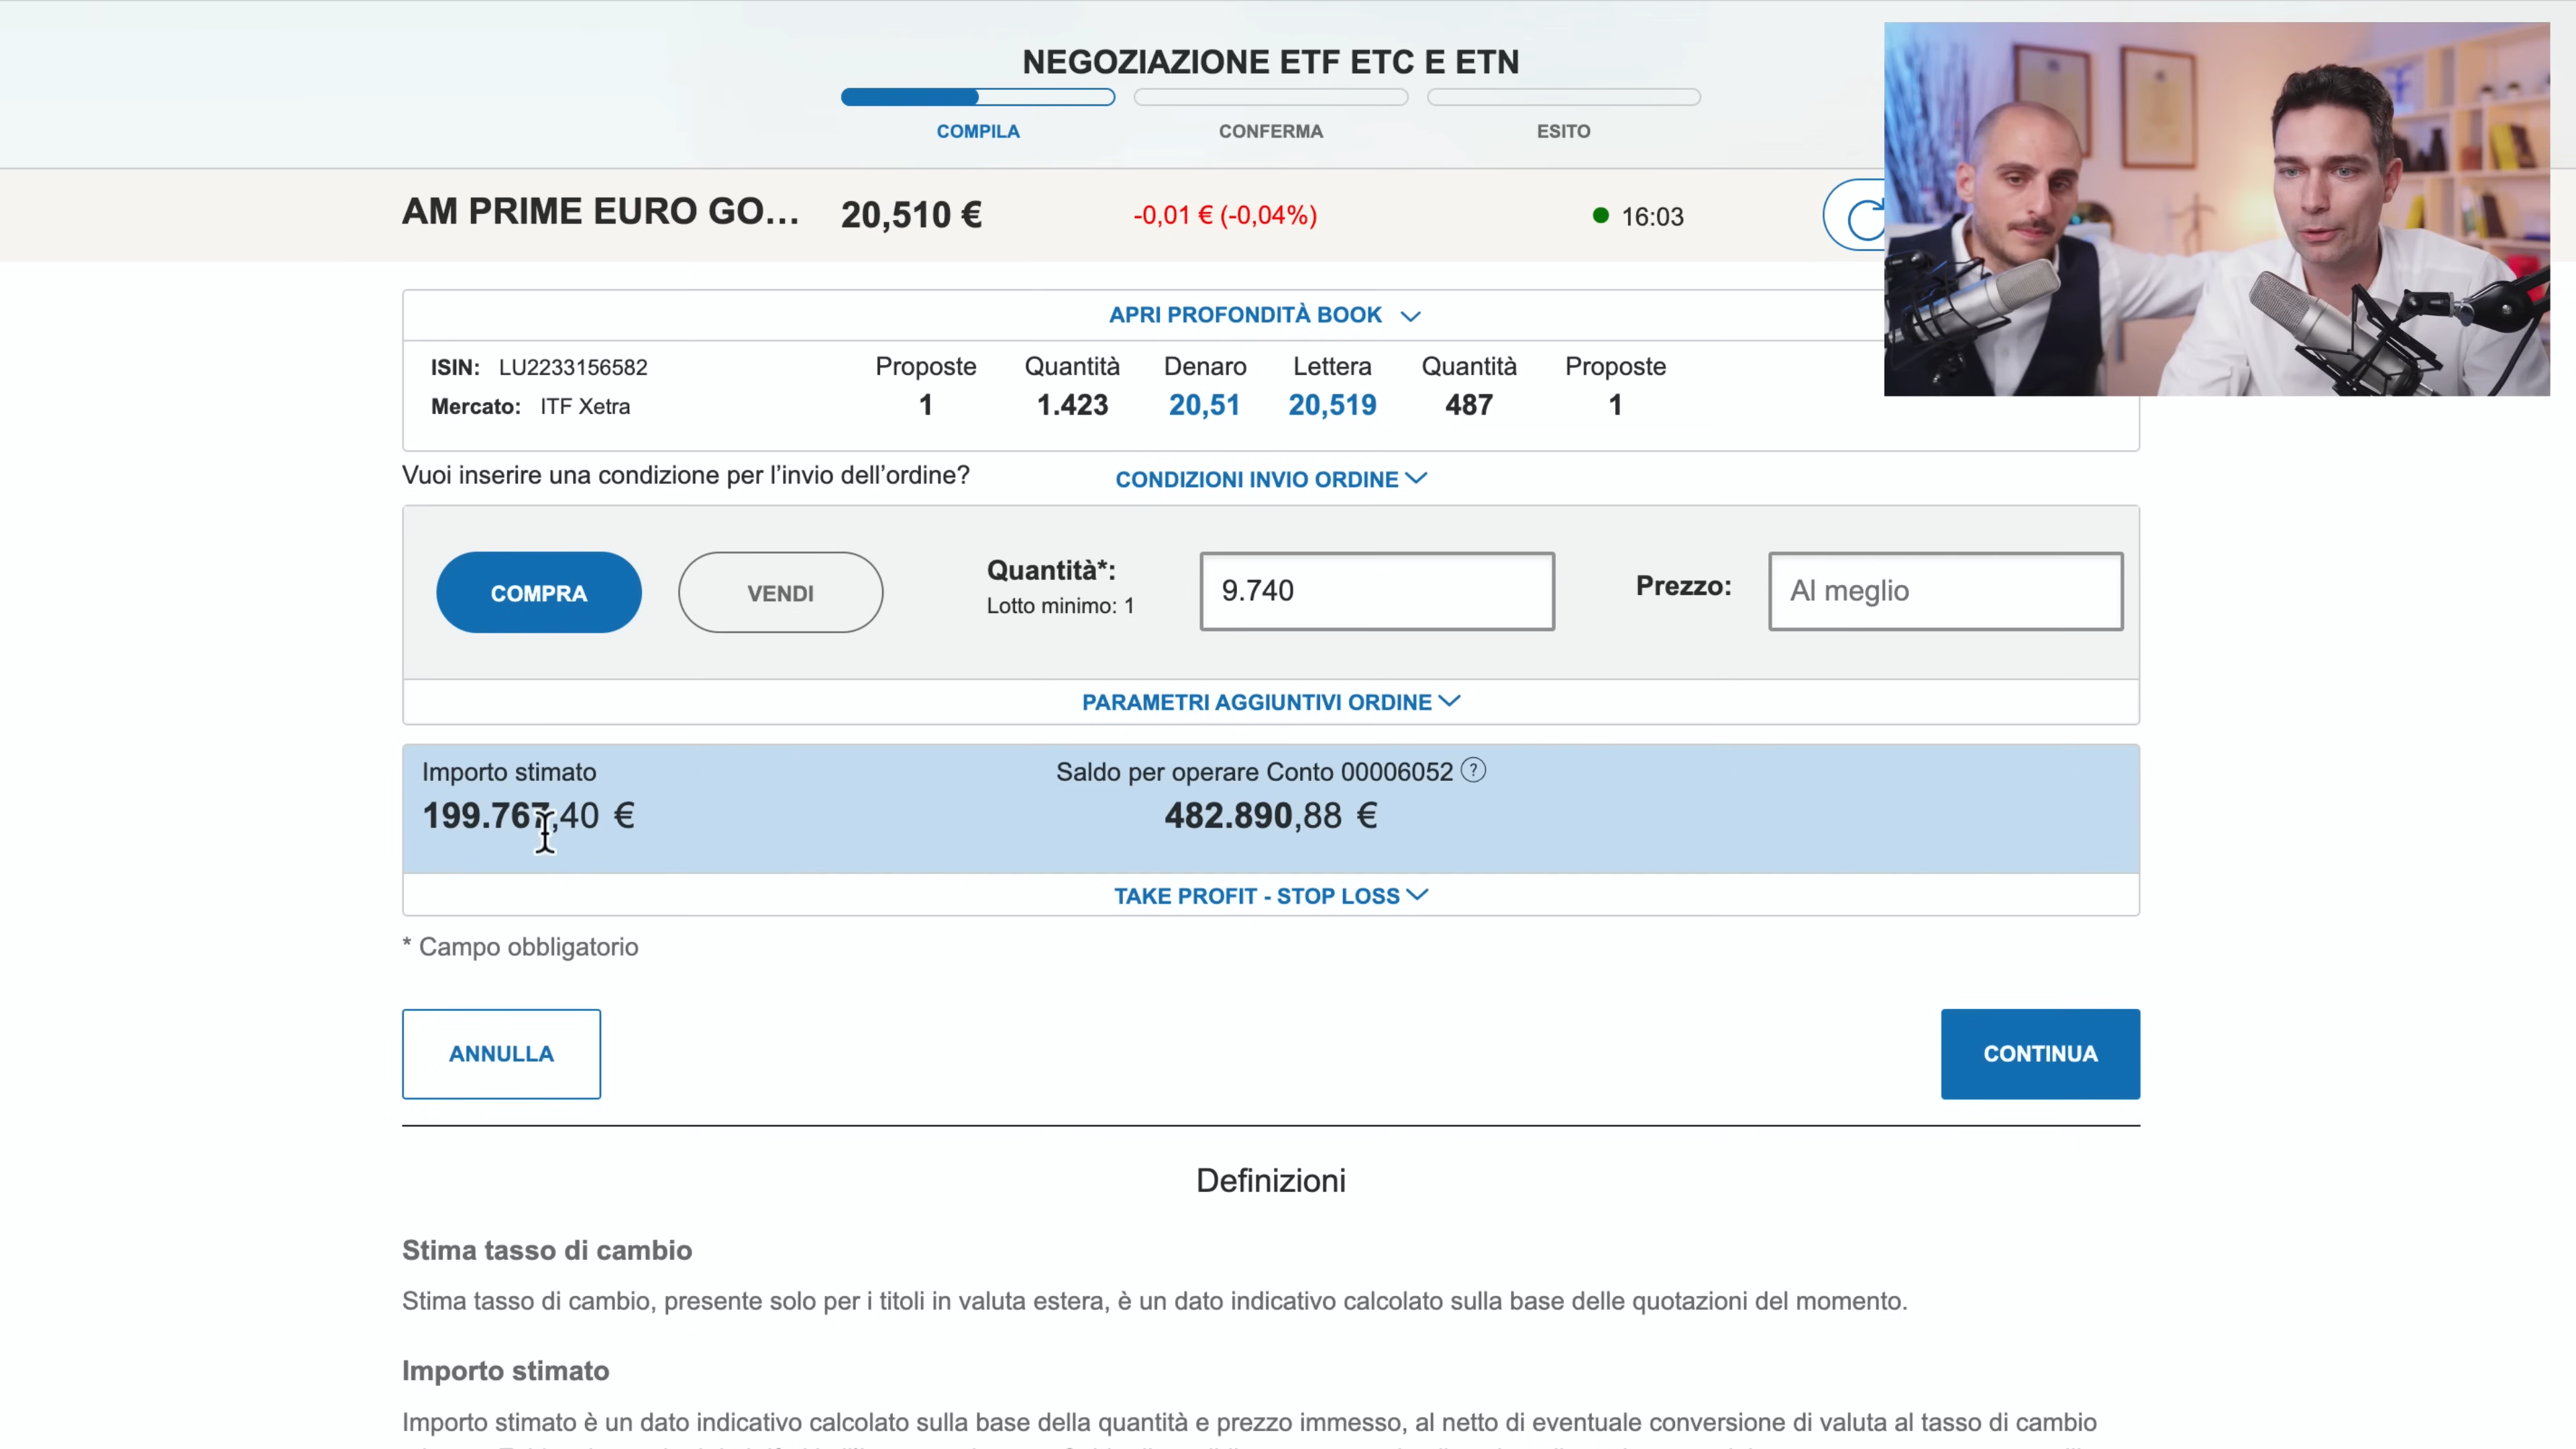 NEGOZIAZIONE ETF ETC E ETN
COMPILA CONFERMA ESITO
AM PRIME EURO GO... 20,510 € -0,01 € (-0,04%) 16:03
APRI PROFONDITÀ BOOK
ISIN: LU2233156582 Proposte Quantità Denaro Lettera Quantità Proposte
Mercato: ITF Xetra 1 1.423 20,51 20,519 487 1
Vuoi inserire una condizione per l'invio dell'ordine? CONDIZIONI INVIO ORDINE
COMPRA VENDI Quantità*: 9.740 Prezzo: Al meglio
Lotto minimo: 1
PARAMETRI AGGIUNTIVI ORDINE
Importo stimato Saldo per operare Conto 00006052 ?
199.767,40 € 482.890,88 €
TAKE PROFIT - STOP LOSS
* Campo obbligatorio
ANNULLA CONTINUA
Definizioni
Stima tasso di cambio
Stima tasso di cambio, presente solo per i titoli in valuta estera, è un dato indicativo calcolato sulla base delle quotazioni del momento.
Importo stimato
Importo stimato è un dato indicativo calcolato sulla base della quantità e prezzo immesso, al netto di eventuale conversione di valuta al tasso di cambio